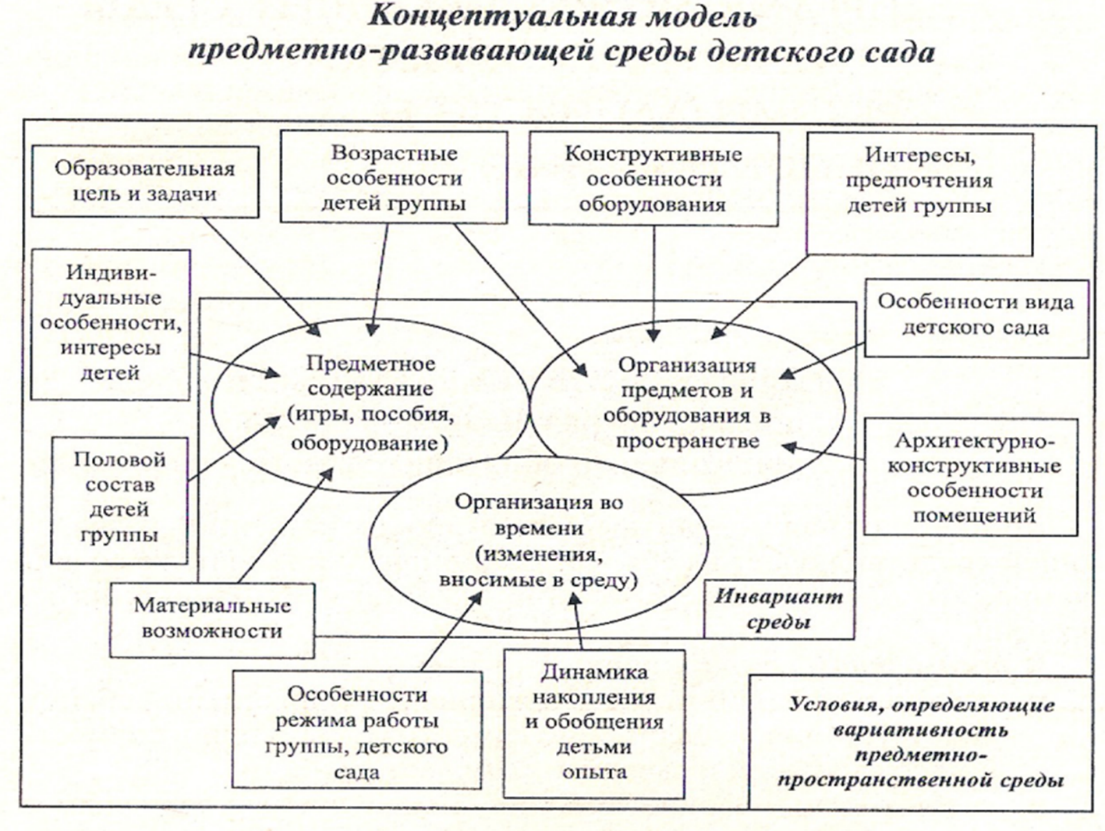 Концептуальная модель
предметно-развивающей среды детского сада
Образовательная
цель и задачи
Возрастные
особенности
детей группы
Конструктивные
особенности
оборудования
Интересы,
предпочтения
детей группы
Индиви-
дуальные
особенности,
интересы
детей
Особенности вида
детского сада
Предметное
содержание
(игры, пособия,
оборудование)
Организация
предметов и
оборудования в
пространстве
Половой
состав
детей
группы
Архитектурно-
конструктивные
особенности
помещений
Организация во
времени
(изменения,
вносимые в среду)
Материальные
возможности
Инвариант
среды
Особенности
режима работы
группы, детского
сада
Динамика
накопления
и обобщения
детьми
опыта
Условия, определяющие
вариативность
предметно-
пространственной среды